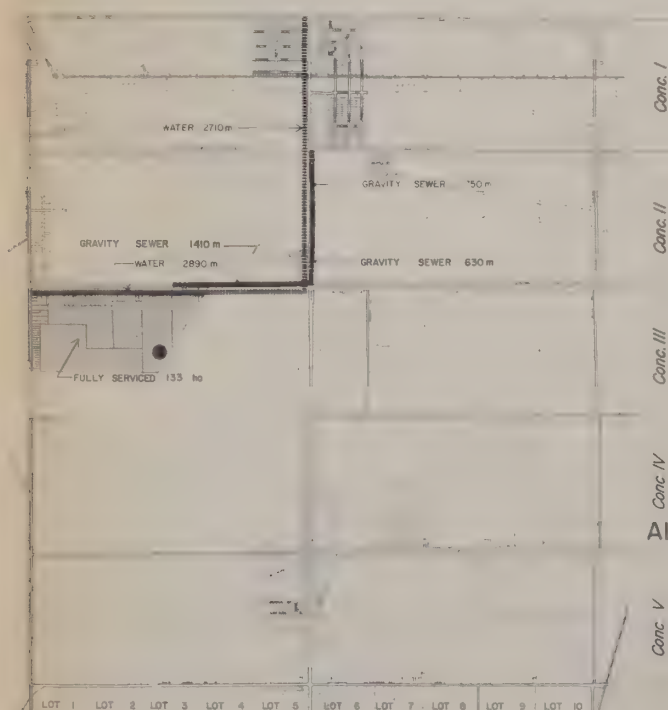 Conc. I
WATER 2710 m
GRAVITY SEWER 750 m
Conc. II
GRAVITY SEWER 1410 m
WATER 2890 m
GRAVITY SEWER 630 m
Conc. III
FULLY SERVICED 133 ha
Conc IV
Conc V
LOT 1 LOT 2 LOT 3 LOT 4 LOT 5 LOT 6 LOT 7 LOT 8 LOT 9 LOT 10